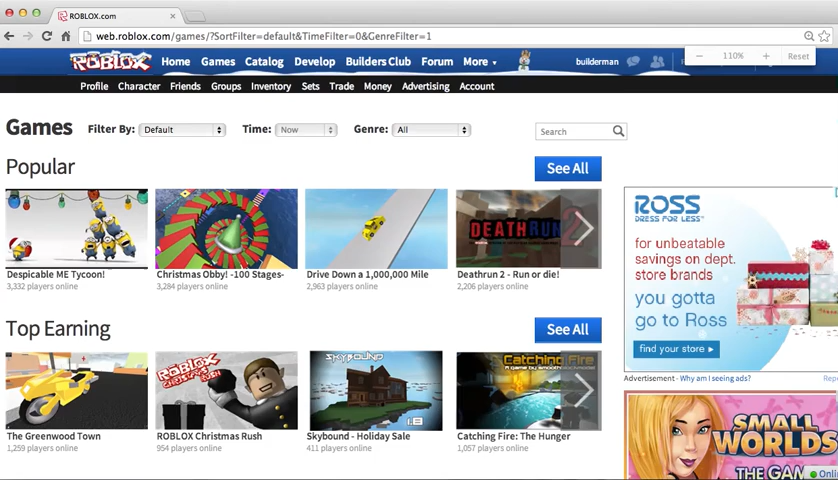 ROBLOX.com
web.roblox.com/games/?SortFilter=default&TimeFilter=0&GenreFilter=1
110% Reset
ROBLOX Home Games Catalog Develop Builders Club Forum More builderman
Profile Character Friends Groups Inventory Sets Trade Money Advertising Account
Games Filter By: Default Time: Now Genre: All Search
Popular See All
DEATHRUN 2
Despicable ME Tycoon! Christmas Obby! -100 Stages- Drive Down a 1,000,000 Mile Deathrun 2 - Run or die!
3,332 players online 3,284 players online 2,963 players online 2,206 players online
Top Earning See All
ROBLOX
CHRISTMAS RUSH
SKYBOUND
Catching Fire
The Greenwood Town ROBLOX Christmas Rush Skybound - Holiday Sale Catching Fire: The Hunger
1,259 players online 954 players online 411 players online 1,057 players online
ROSS
DRESS FOR LESS
for unbeatable
savings on dept.
store brands
you gotta
go to Ross
find your store ►
Advertisement - Why am I seeing ads?
SMALL
WORLDS
THE GAM
Onli